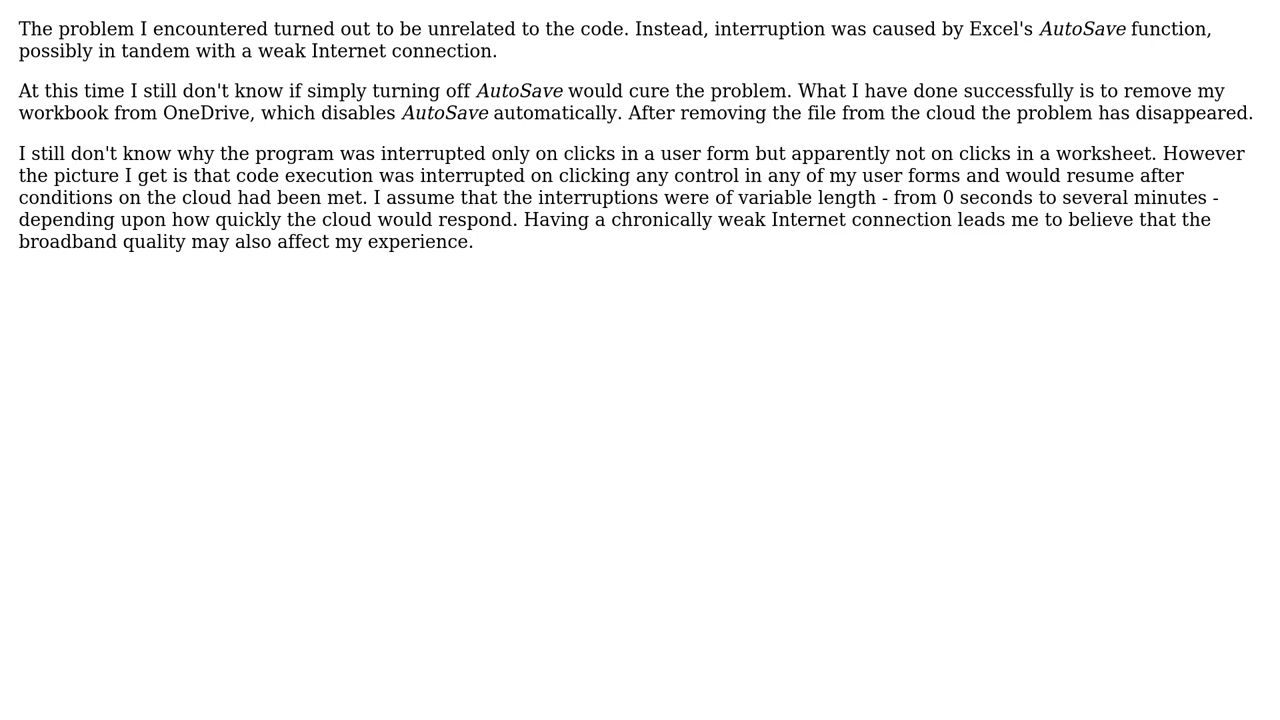 The problem I encountered turned out to be unrelated to the code. Instead, interruption was caused by Excel's AutoSave function,
possibly in tandem with a weak Internet connection.
At this time I still don't know if simply turning off AutoSave would cure the problem. What I have done successfully is to remove my
workbook from OneDrive, which disables AutoSave automatically. After removing the file from the cloud the problem has disappeared.
I still don't know why the program was interrupted only on clicks in a user form but apparently not on clicks in a worksheet. However
the picture I get is that code execution was interrupted on clicking any control in any of my user forms and would resume after
conditions on the cloud had been met. I assume that the interruptions were of variable length - from 0 seconds to several minutes -
depending upon how quickly the cloud would respond. Having a chronically weak Internet connection leads me to believe that the
broadband quality may also affect my experience.